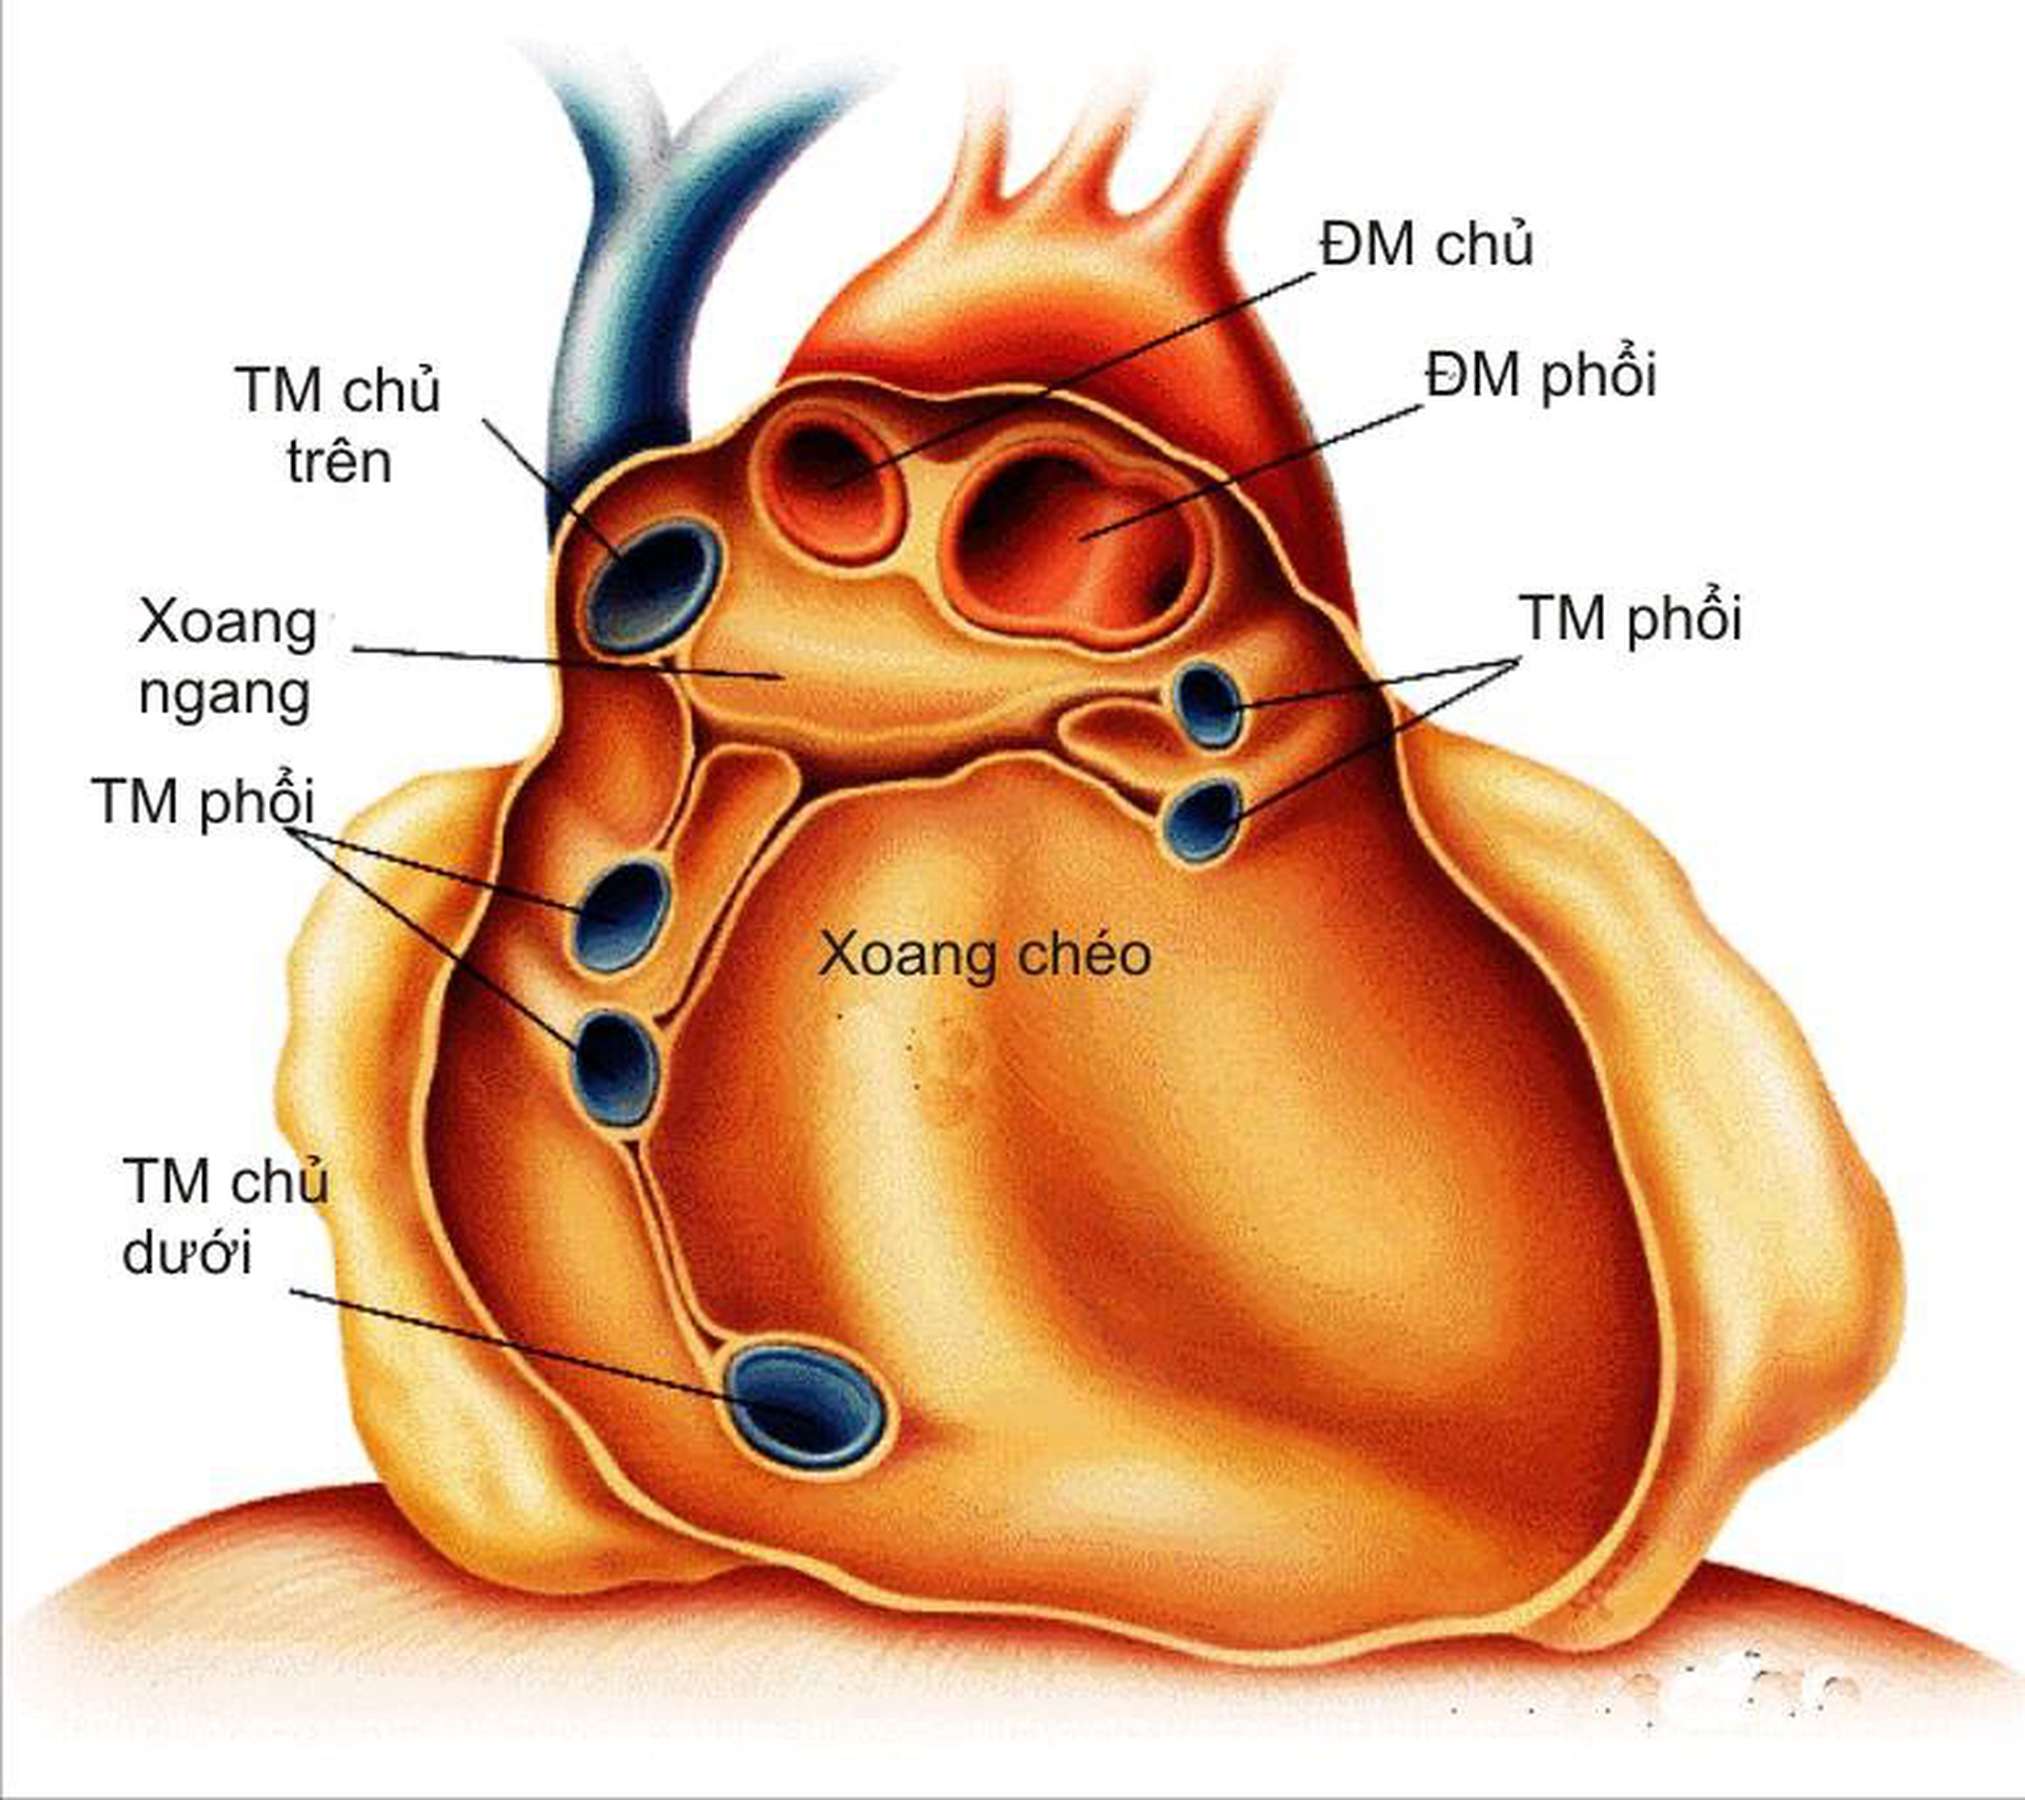 ĐM chủ
ĐM phổi
TM chủ
trên
Xoang
ngang
TM phổi
TM phổi
Xoang chéo
TM chủ
dưới